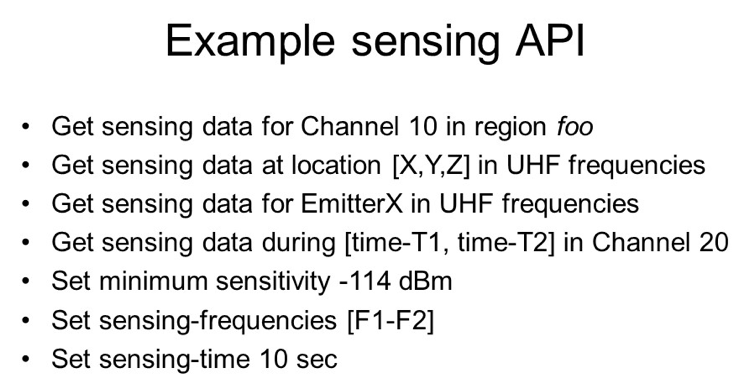 Example sensing API
• Get sensing data for Channel 10 in region foo
• Get sensing data at location [X,Y,Z] in UHF frequencies
• Get sensing data for EmitterX in UHF frequencies
• Get sensing data during [time-T1, time-T2] in Channel 20
• Set minimum sensitivity -114 dBm
• Set sensing-frequencies [F1-F2]
• Set sensing-time 10 sec